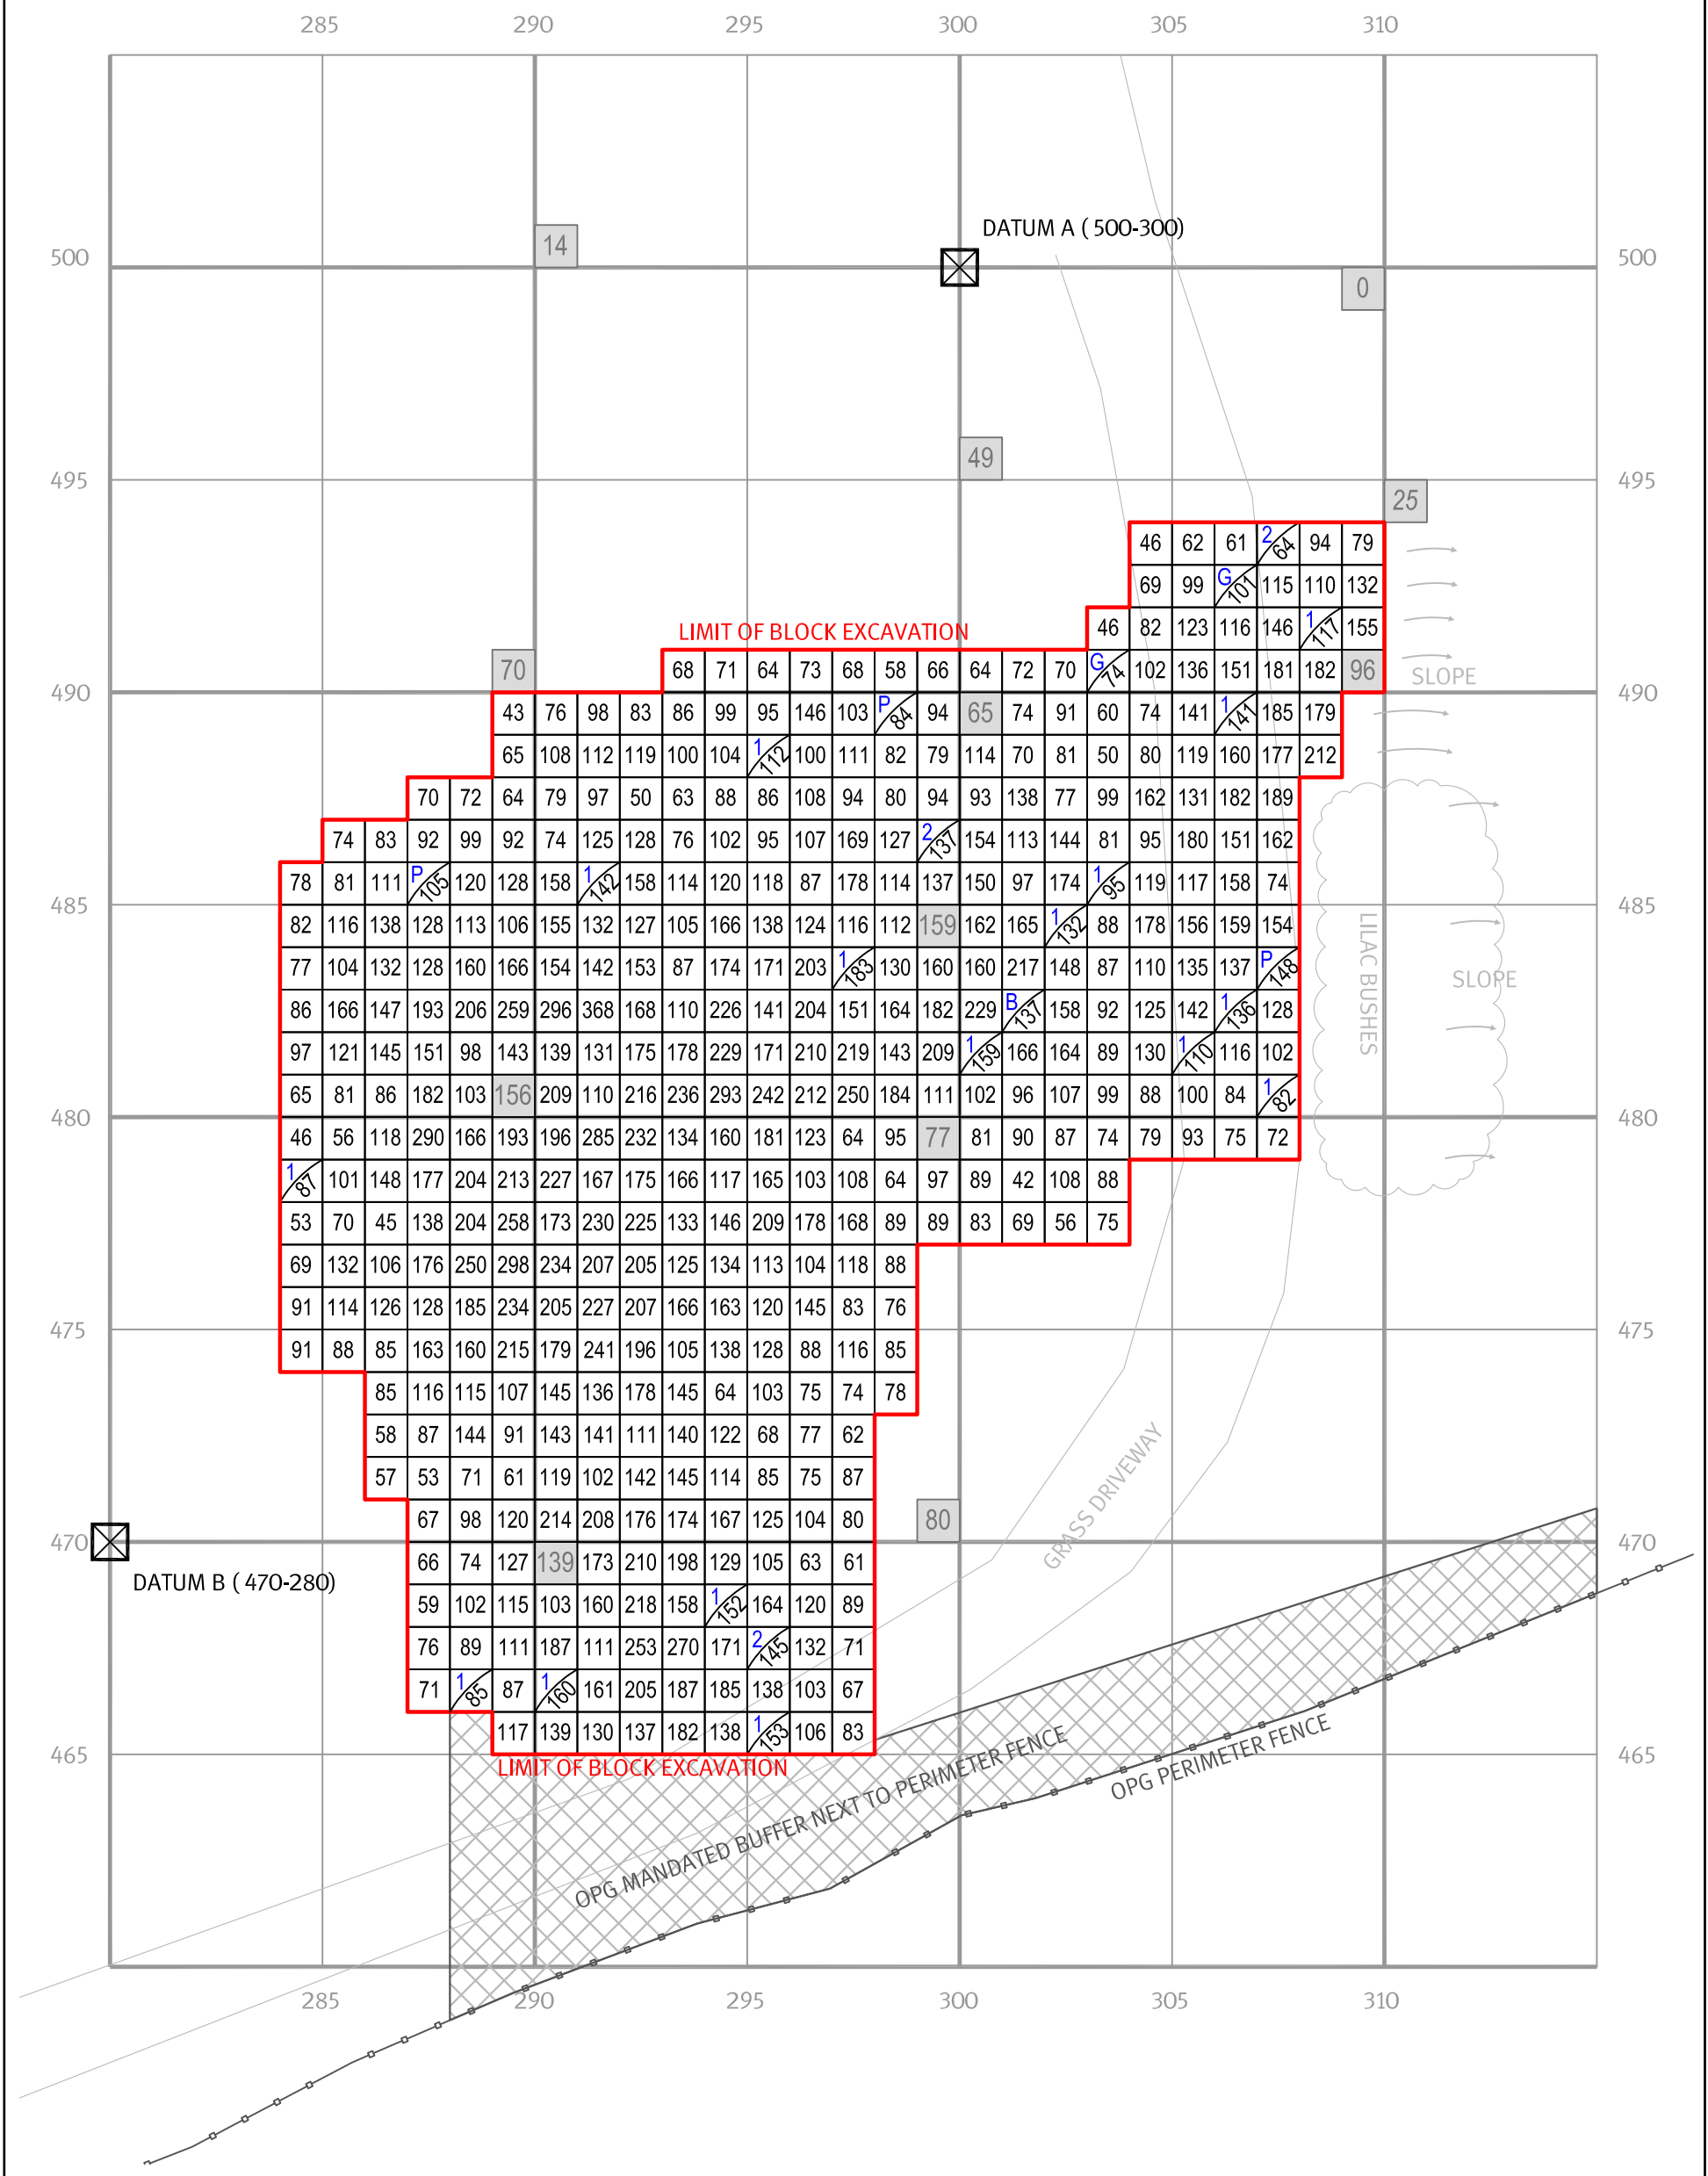 285 290 295 300 305 310
DATUM A ( 500-300)
14
500 500
0
49
495 495
25
46 62 61 2 64 94 79
69 99 G 101 115 110 132
LIMIT OF BLOCK EXCAVATION
46 82 123 116 146 1 117 155
70 68 71 64 73 68 58 66 64 72 70 G 74 102 136 151 181 182 96
SLOPE
490 490
43 76 98 83 86 99 95 146 103 P 84 94 65 74 91 60 74 141 1 141 185 179
65 108 112 119 100 104 1 112 100 111 82 79 114 70 81 50 80 119 160 177 212
70 72 64 79 97 50 63 88 86 108 94 80 94 93 138 77 99 162 131 182 189
74 83 92 99 92 74 125 128 76 102 95 107 169 127 2 137 154 113 144 81 95 180 151 162
78 81 111 P 105 120 128 158 1 142 158 114 120 118 87 178 114 137 150 97 174 1 95 119 117 158 74
485 485
82 116 138 128 113 106 155 132 127 105 166 138 124 116 112 159 162 165 1 132 88 178 156 159 154
77 104 132 128 160 166 154 142 153 87 174 171 203 1 183 130 160 160 217 148 87 110 135 137 P 148
LILAC BUSHES
SLOPE
86 166 147 193 206 259 296 368 168 110 226 141 204 151 164 182 229 B 137 158 92 125 142 1 136 128
97 121 145 151 98 143 139 131 175 178 229 171 210 219 143 209 1 159 166 164 89 130 1 110 116 102
65 81 86 182 103 156 209 110 216 236 293 242 212 250 184 111 102 96 107 99 88 100 84 1 82
480 480
46 56 118 290 166 193 196 285 232 134 160 181 123 64 95 77 81 90 87 74 79 93 75 72
1 87 101 148 177 204 213 227 167 175 166 117 165 103 108 64 97 89 42 108 88
53 70 45 138 204 258 173 230 225 133 146 209 178 168 89 89 83 69 56 75
69 132 106 176 250 298 234 207 205 125 134 113 104 118 88
91 114 126 128 185 234 205 227 207 166 163 120 145 83 76
475 475
91 88 85 163 160 215 179 241 196 105 138 128 88 116 85
85 116 115 107 145 136 178 145 64 103 75 74 78
58 87 144 91 143 141 111 140 122 68 77 62
57 53 71 61 119 102 142 145 114 85 75 87
GRASS DRIVEWAY
67 98 120 214 208 176 174 167 125 104 80 80
470 470
66 74 127 139 173 210 198 129 105 63 61
DATUM B ( 470-280)
59 102 115 103 160 218 158 1 152 164 120 89
76 89 111 187 111 253 270 171 2 145 132 71
71 1 85 87 1 160 161 205 187 185 138 103 67
117 139 130 137 182 138 1 153 106 83
465 465
LIMIT OF BLOCK EXCAVATION
OPG MANDATED BUFFER NEXT TO PERIMETER FENCE
OPG PERIMETER FENCE
285 290 295 300 305 310